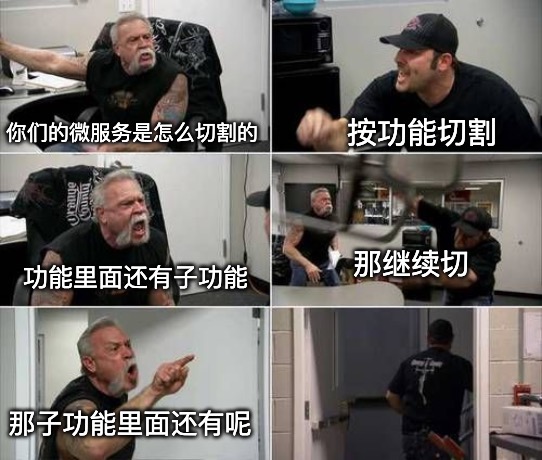 你们的微服务是怎么切割的
按功能切割
功能里面还有子功能
那继续切
那子功能里面还有呢